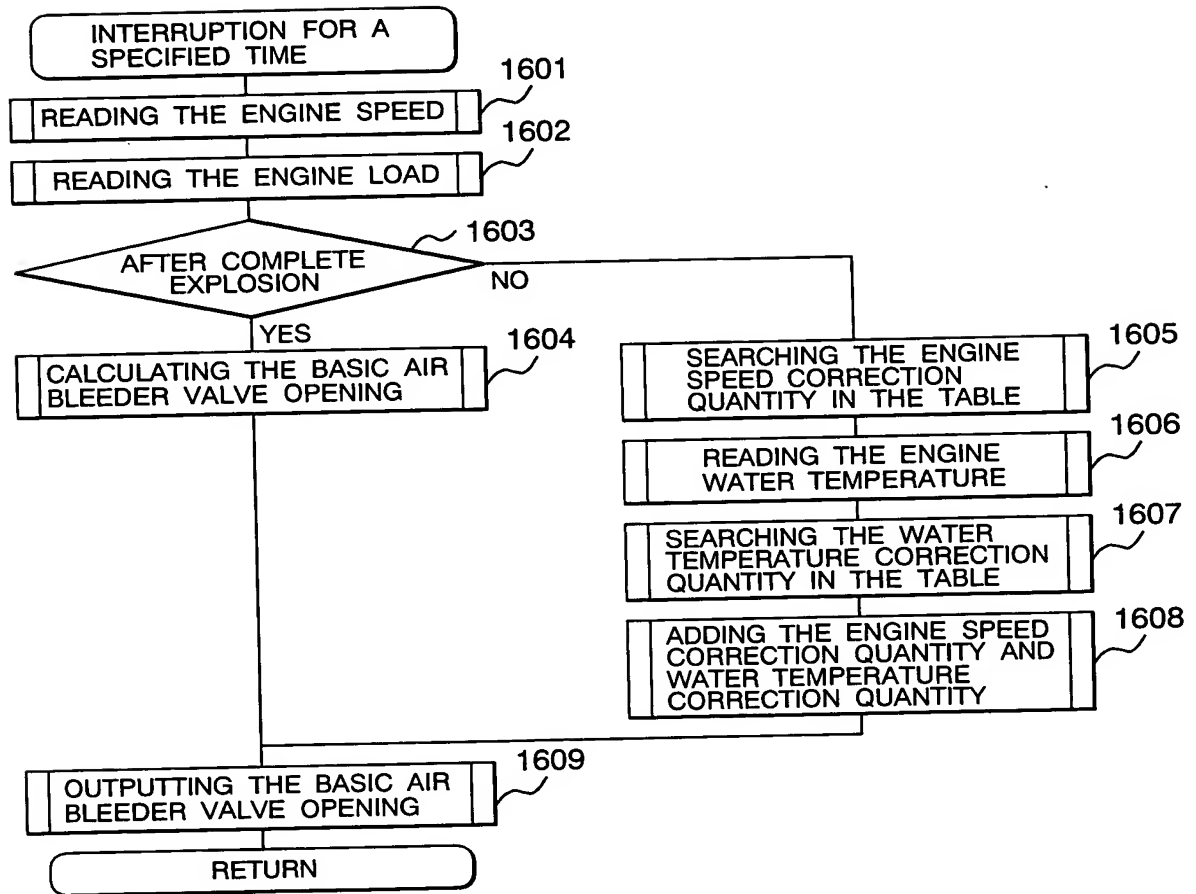 INTERRUPTION FOR A
SPECIFIED TIME
1601
READING THE ENGINE SPEED
1602
READING THE ENGINE LOAD
1603
AFTER COMPLETE
EXPLOSION
NO
YES
1604
CALCULATING THE BASIC AIR
BLEEDER VALVE OPENING
1605
SEARCHING THE ENGINE
SPEED CORRECTION
QUANTITY IN THE TABLE
1606
READING THE ENGINE
WATER TEMPERATURE
1607
SEARCHING THE WATER
TEMPERATURE CORRECTION
QUANTITY IN THE TABLE
1608
ADDING THE ENGINE SPEED
CORRECTION QUANTITY AND
WATER TEMPERATURE
CORRECTION QUANTITY
1609
OUTPUTTING THE BASIC AIR
BLEEDER VALVE OPENING
RETURN